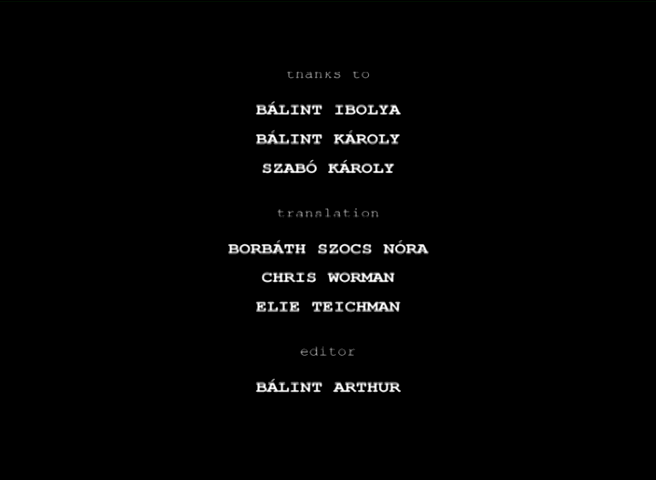 thanks to
BÁLINT IBOLYA
BÁLINT KÁROLY
SZABÓ KÁROLY
translation
BORBÁTH SZOCS NÓRA
CHRIS WORMAN
ELIE TEICHMAN
editor
BÁLINT ARTHUR